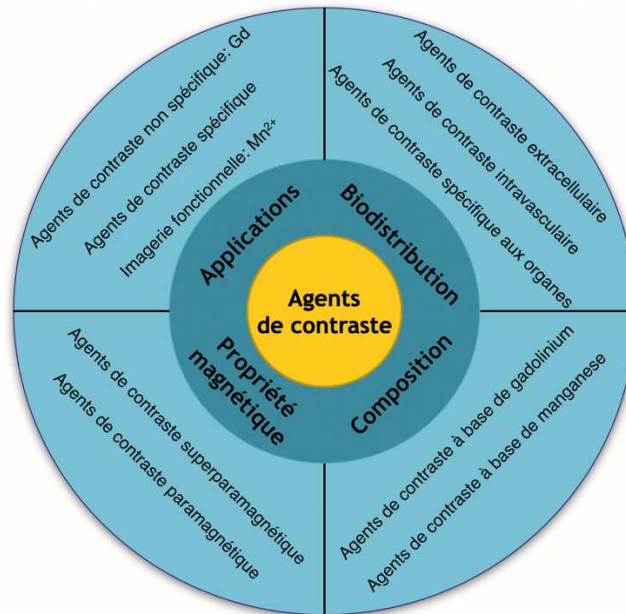 Agents de contraste non spécifique: Gd
Agents de contraste spécifique
Imagerie fonctionnelle: Mn²⁺
Applications
Agents de contraste extracellulaire
Agents de contraste intravasculaire
Agents de contraste spécifique aux organes
Biodistribution
Agents
de contraste
Propriété
magnétique
Agents de contraste superparamagnétique
Agents de contraste paramagnétique
Composition
Agents de contraste à base de gadolinium
Agents de contraste à base de manganese